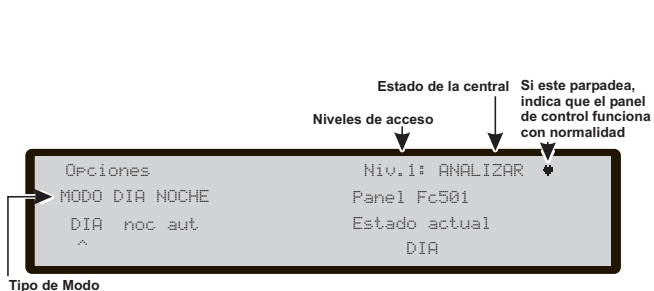 Estado de la central
Si este parpadea,
indica que el panel
de control funciona
con normalidad
Niveles de acceso
Opciones
Niv.1: ANALIZAR
MODO DIA NOCHE
Panel Fc501
DIA noc aut
Estado actual
^
DIA
Tipo de Modo